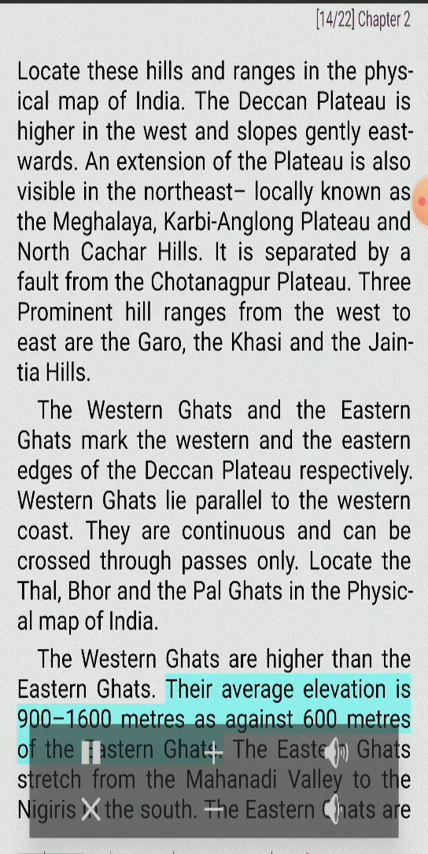 [14/22] Chapter 2
Locate these hills and ranges in the phys-
ical map of India. The Deccan Plateau is
higher in the west and slopes gently east-
wards. An extension of the Plateau is also
visible in the northeast– locally known as
the Meghalaya, Karbi-Anglong Plateau and
North Cachar Hills. It is separated by a
fault from the Chotanagpur Plateau. Three
Prominent hill ranges from the west to
east are the Garo, the Khasi and the Jain-
tia Hills.
The Western Ghats and the Eastern
Ghats mark the western and the eastern
edges of the Deccan Plateau respectively.
Western Ghats lie parallel to the western
coast. They are continuous and can be
crossed through passes only. Locate the
Thal, Bhor and the Pal Ghats in the Physic-
al map of India.
The Western Ghats are higher than the
Eastern Ghats. Their average elevation is
900–1600 metres as against 600 metres
of the Eastern Ghats. The Eastern Ghats
stretch from the Mahanadi Valley to the
Nigiris in the south. The Eastern Ghats are